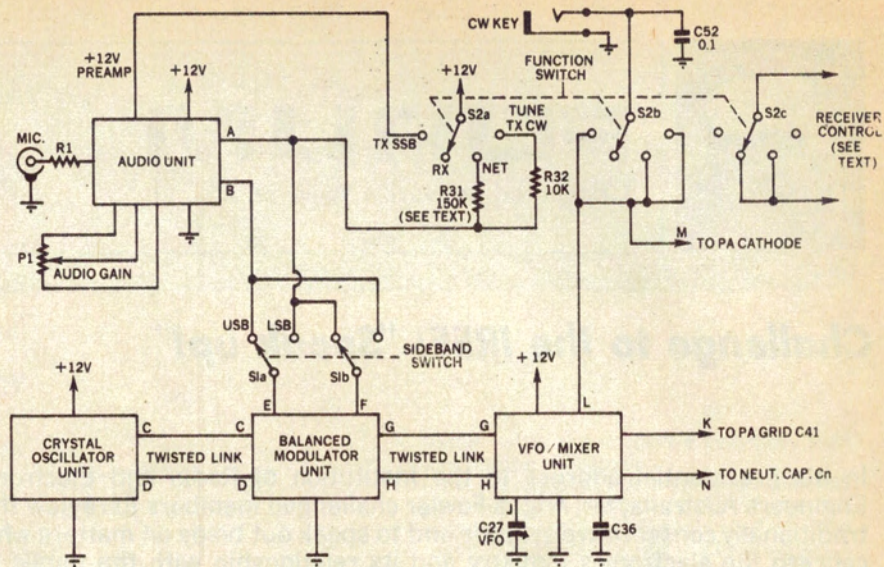 CW KEY
C52
0.1
+12V
PREAMP
+12V
FUNCTION
SWITCH
+12V
S2a
TUNE
TX CW
TX SSB
RX
NET
S2b
S2c
RECEIVER
CONTROL
(SEE
TEXT)
MIC.
R1
AUDIO UNIT
A
B
R31
150K
(SEE TEXT)
R32
10K
M
TO PA CATHODE
P1
AUDIO GAIN
USB
LSB
SIDEBAND
SWITCH
S1a
S1b
+12V
E
F
+12V
L
CRYSTAL
OSCILLATOR
UNIT
C
D
TWISTED LINK
C
D
BALANCED
MODULATOR
UNIT
G
H
TWISTED LINK
G
H
VFO/MIXER
UNIT
K
TO PA GRID C41
TO NEUT. CAP. Cn
N
J
C27
VFO
C36